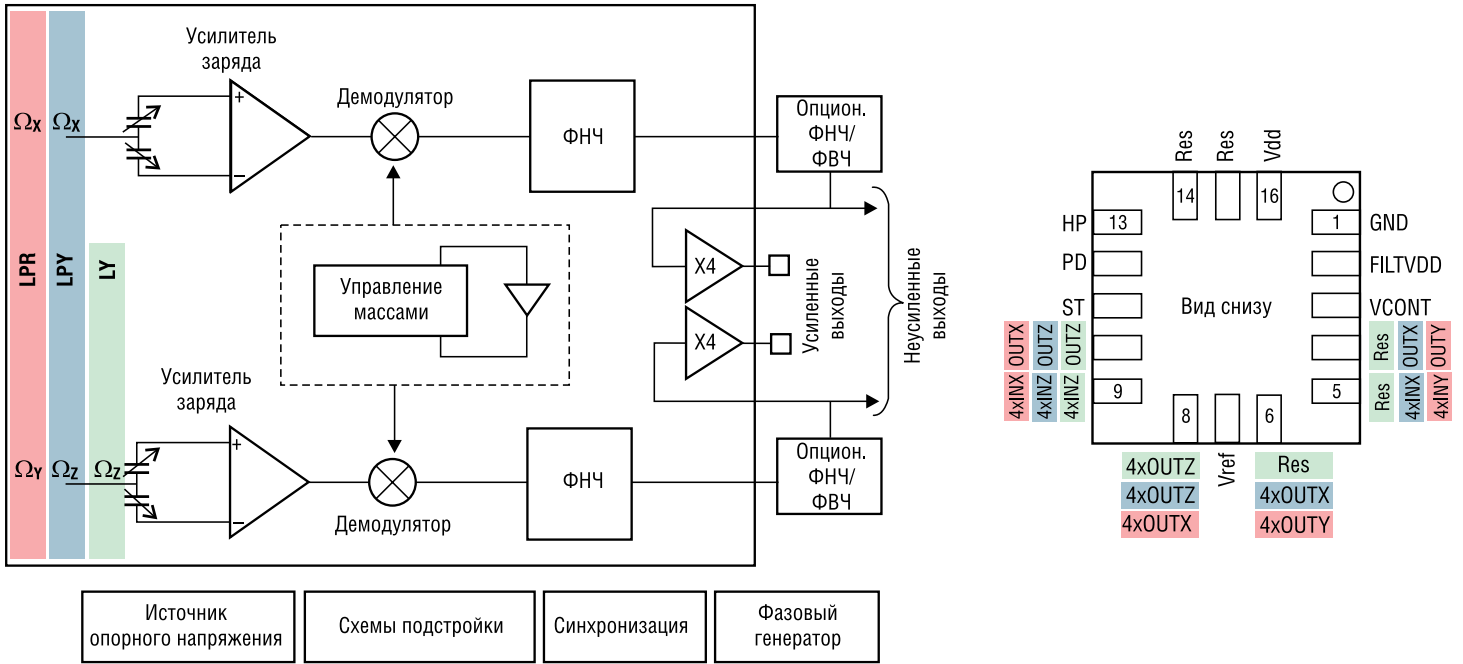 Усилитель
заряда
Демодулятор
+
−
ΩX
ΩX
ФНЧ
Опцион.
ФНЧ/
ФВЧ
LPR
LPY
LY
Управление
массами
X4
X4
Усиленные
выходы
Неусиленные
выходы
Усилитель
заряда
+
−
ΩY
ΩZ
ΩZ
Демодулятор
ФНЧ
Опцион.
ФНЧ/
ФВЧ
Источник
опорного напряжения
Схемы подстройки
Синхронизация
Фазовый
генератор
Res
Res
Vdd
14
16
HP
13
1
GND
PD
FILTVDD
ST
Вид снизу
VCONT
OUTX
OUTZ
OUTZ
Res
OUTX
OUTY
4xINX
4xINZ
4xINZ
9
5
Res
4xINX
4xINY
8
6
Vref
4xOUTZ
Res
4xOUTZ
4xOUTX
4xOUTX
4xOUTY